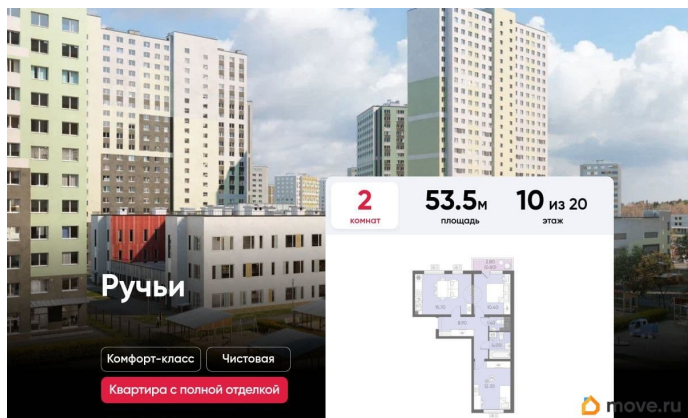 2
комнат
53.5м
площадь
10 из 20
этаж
Ручьи
Комфорт-класс
Чистовая
Квартира с полной отделкой
move.ru